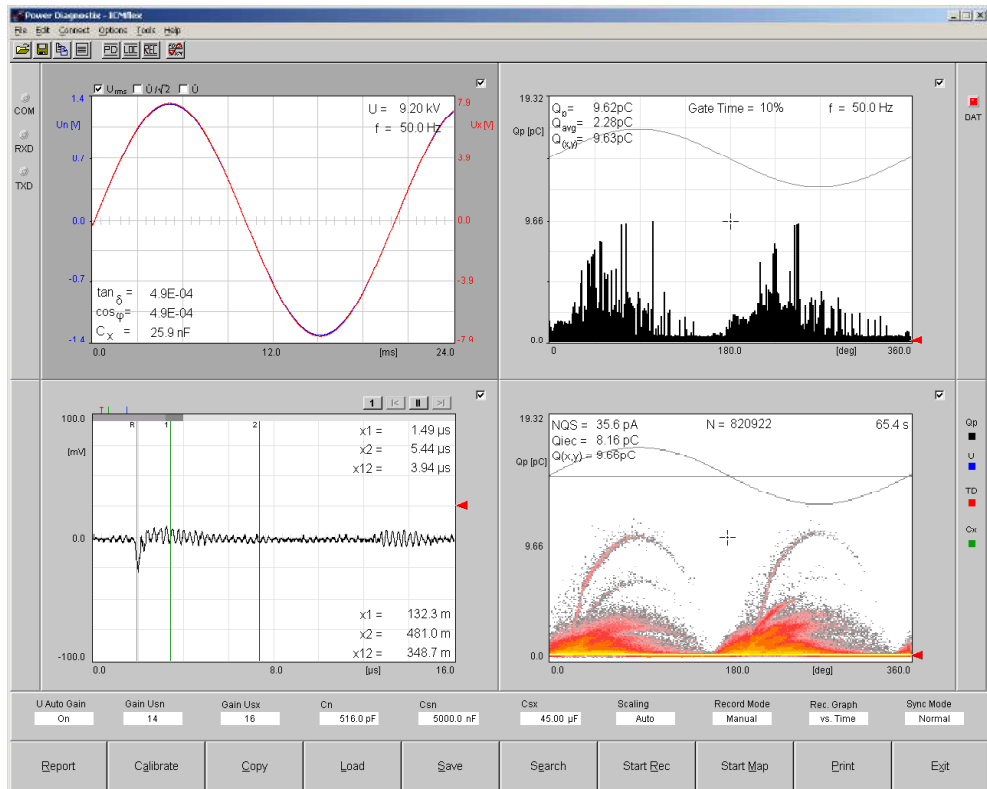 Power Diagnostix - ICMflex
File Edit Connect Options Tools Help
PD LOC REC
COM
RXD
TXD
Urms Û/√2 Û
1.4
Un [V]
0.7
0.0
-0.7
-1.4
U = 9.20 kV
f = 50.0 Hz
7.9
Ux [V]
3.9
0.0
-3.9
-7.9
tan δ = 4.9E-04
cos φ = 4.9E-04
C x = 25.9 nF
0.0 12.0 [ms] 24.0
19.32
Qp [pC]
9.66
0.0
Qp= 9.62pC Gate Time = 10% f = 50.0 Hz
Qavg= 2.28pC
Q(x,y)= 9.63pC
0 180.0 [deg] 360.0
DAT
1 |< II >|
100.0
[mV]
0.0
-100.0
T
R 1 2
x1 = 1.49 µs
x2 = 5.44 µs
x12 = 3.94 µs
x1 = 132.3 m
x2 = 481.0 m
x12 = 348.7 m
0.0 8.0 [µs] 16.0
19.32
Qp [pC]
9.66
0.0
NQS = 35.6 pA N = 820922 65.4 s
Qiec = 8.16 pC
Q(x,y) = 9.66pC
0.0 180.0 [deg] 360.0
Qp
U
TD
Cx
U Auto Gain Gain Usn Gain Usx Cn Csn Csx Scaling Record Mode Rec. Graph Sync Mode
On 14 16 516.0 pF 5000.0 nF 45.00 µF Auto Manual vs. Time Normal
Report Calibrate Copy Load Save Search Start Rec Start Map Print Exit